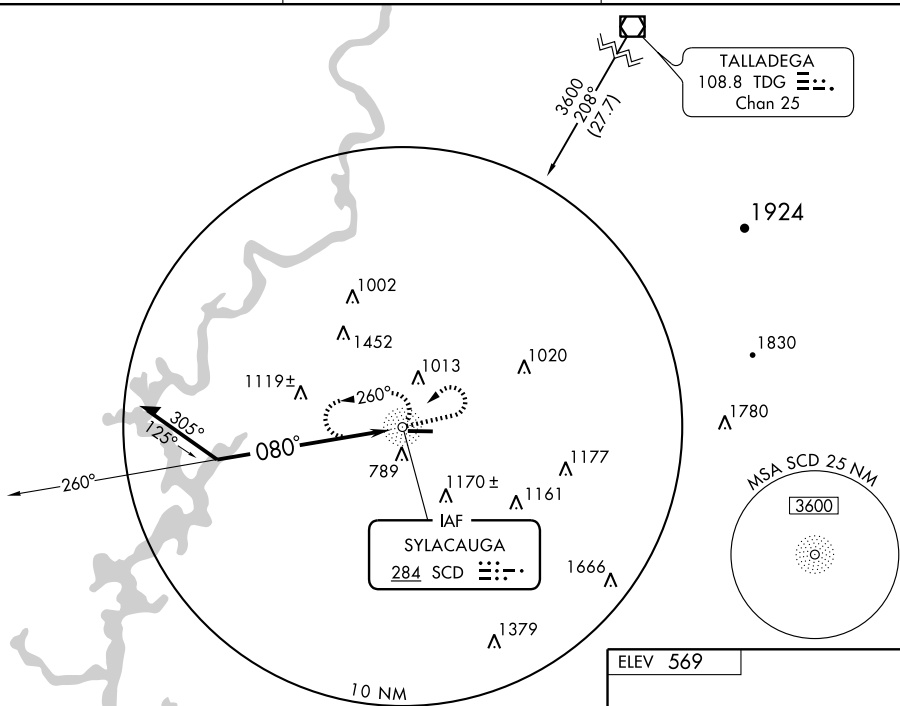 TALLADEGA
108.8 TDG
Chan 25
3600
208°
(27.7)
1924
1002
1452
1830
1013
1020
1119±
260°
1780
305°
125°
080°
260°
789
1177
1170 ±
1161
MSA SCD 25 NM
3600
IAF
SYLACAUGA
284 SCD
1666
1379
10 NM
ELEV 569